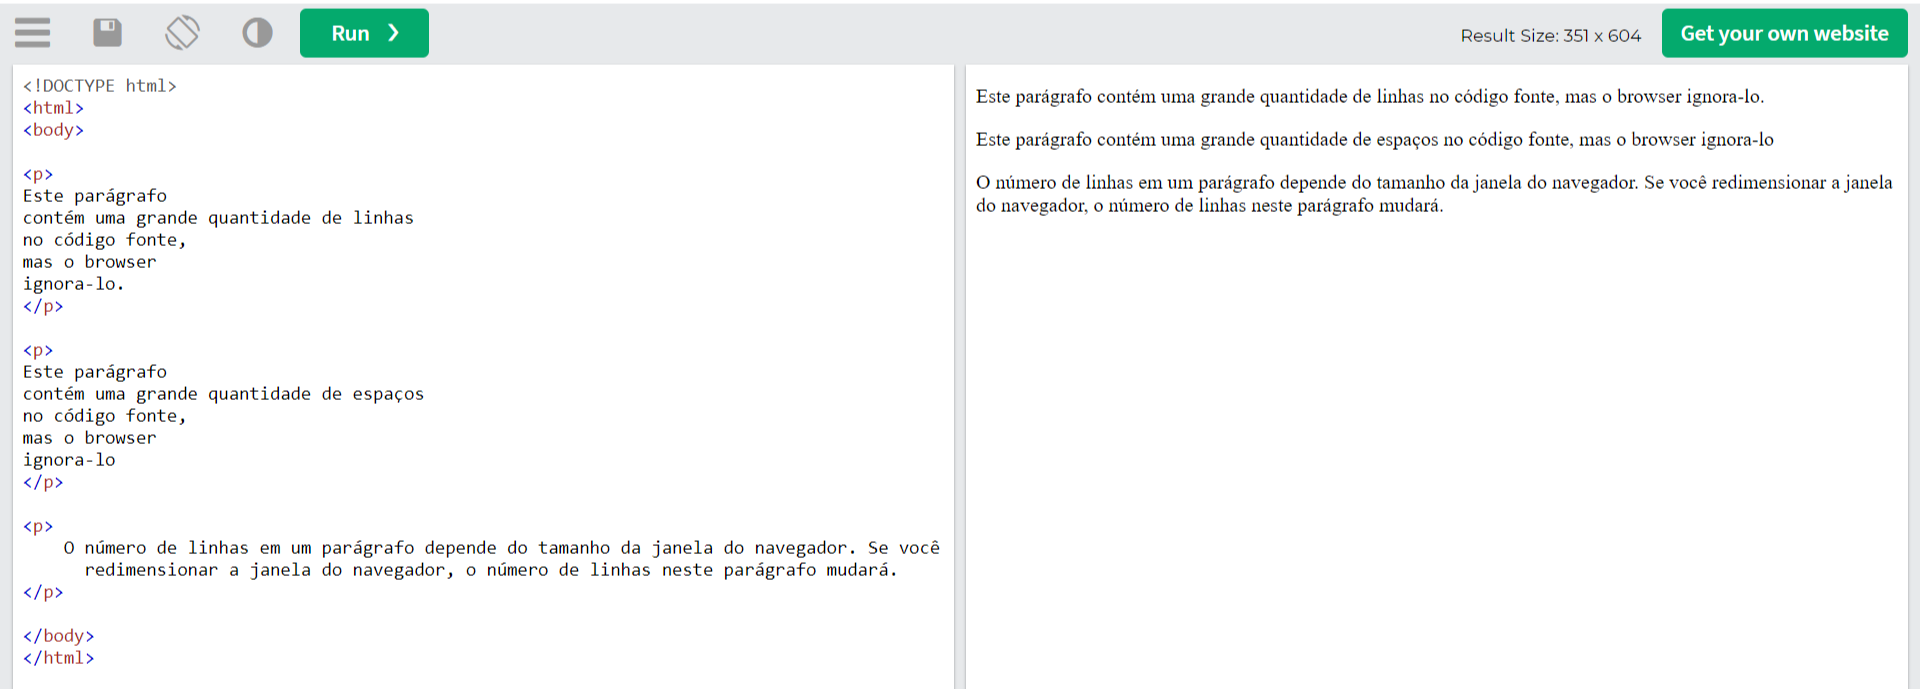 Run ❯
Result Size: 351 x 604
Get your own website
<!DOCTYPE html>
<html>
<body>

<p>
Este parágrafo
contém uma grande quantidade de linhas
no código fonte,
mas o browser
ignora-lo.
</p>

<p>
Este parágrafo
contém uma grande quantidade de espaços
no código fonte,
mas o browser
ignora-lo
</p>

<p>
    O número de linhas em um parágrafo depende do tamanho da janela do navegador. Se você
      redimensionar a janela do navegador, o número de linhas neste parágrafo mudará.
</p>

</body>
</html>
Este parágrafo contém uma grande quantidade de linhas no código fonte, mas o browser ignora-lo.
Este parágrafo contém uma grande quantidade de espaços no código fonte, mas o browser ignora-lo
O número de linhas em um parágrafo depende do tamanho da janela do navegador. Se você redimensionar a janela
do navegador, o número de linhas neste parágrafo mudará.